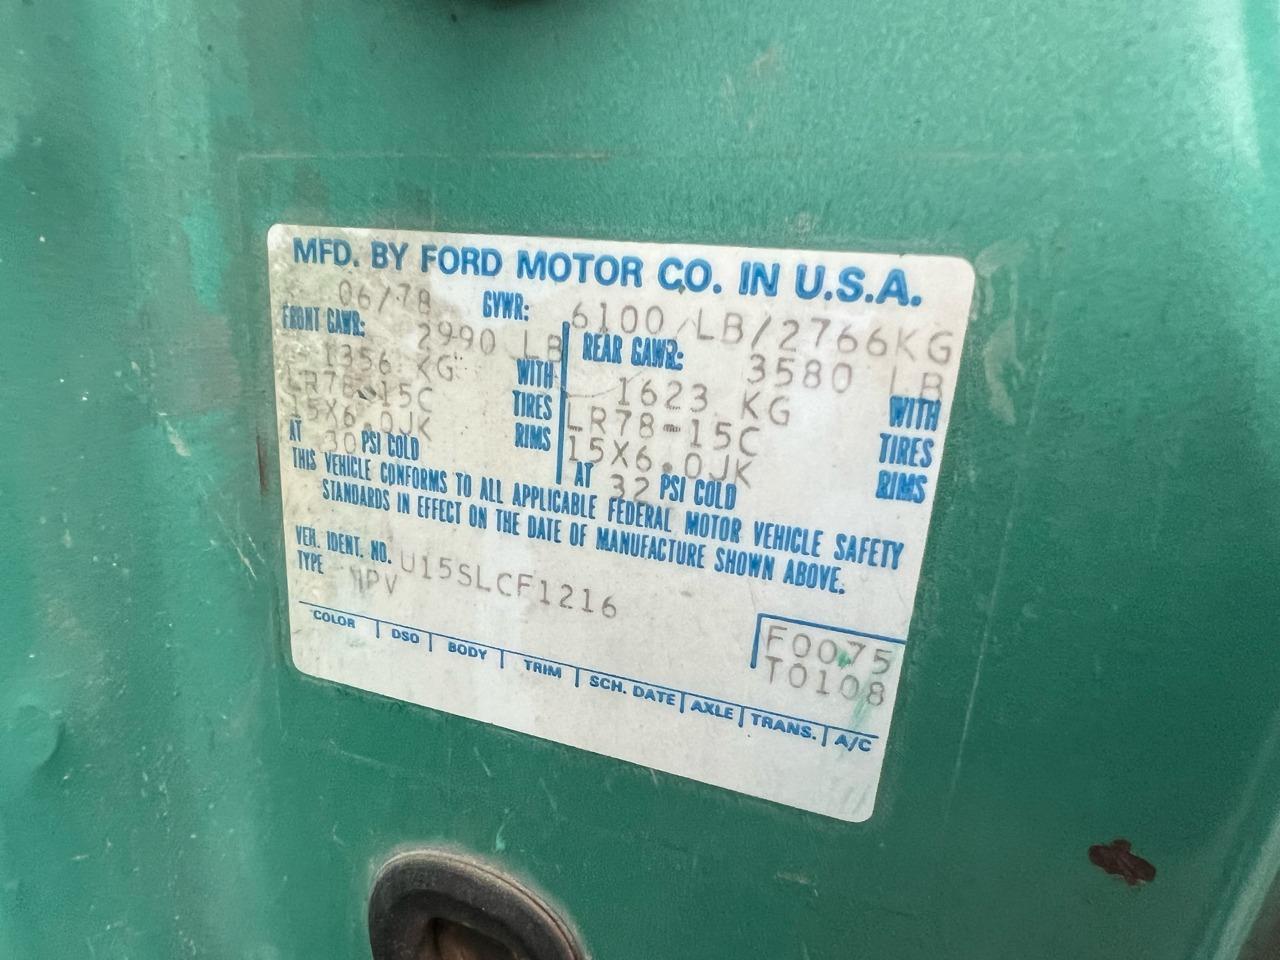 MFD. BY FORD MOTOR CO. IN U.S.A.
06/78 GVWR: 6100 LB/2766KG
FRONT GAWR: 2990 LB REAR GAWR: 3580 LB
1356 KG WITH 1623 KG WITH
LR78-15C TIRES LR78-15C TIRES
15X6.0JK RIMS 15X6.0JK RIMS
AT 30 PSI COLD AT 32 PSI COLD
THIS VEHICLE CONFORMS TO ALL APPLICABLE FEDERAL MOTOR VEHICLE SAFETY
STANDARDS IN EFFECT ON THE DATE OF MANUFACTURE SHOWN ABOVE.
VEH. IDENT. NO. U15SLCF1216
TYPE MPV
F0075
T0108
COLOR DSO BODY TRIM SCH. DATE AXLE TRANS. A/C